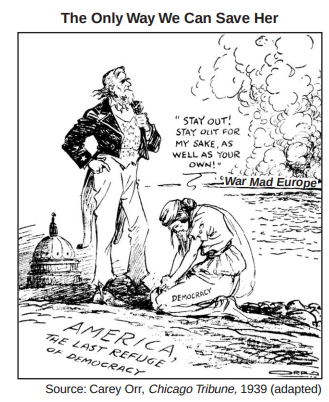 The Only Way We Can Save Her
"STAY OUT!
STAY OUT FOR
MY SAKE, AS
WELL AS YOUR
OWN!"
"War Mad Europe"
DEMOCRACY
AMERICA,
THE LAST REFUGE
OF DEMOCRACY
ORR
Source: Carey Orr, Chicago Tribune, 1939 (adapted)